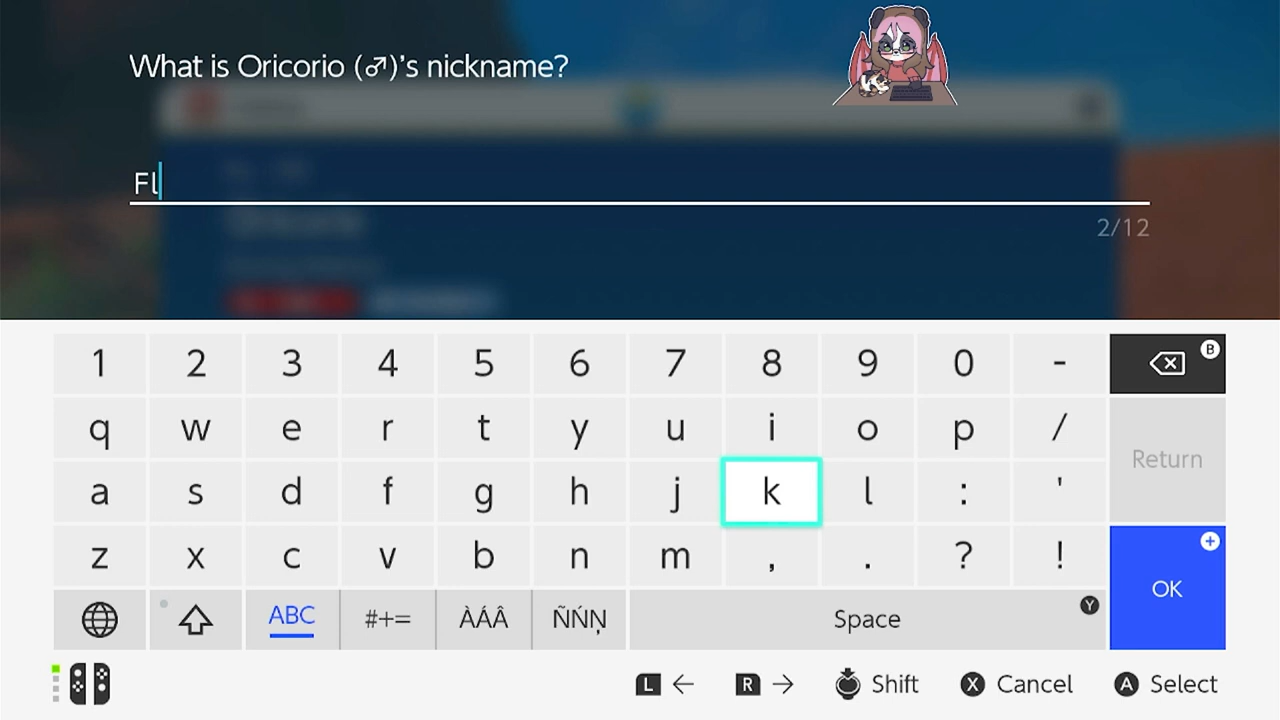 What is Oricorio (♂)'s nickname?
Fl
2/12
1 2 3 4 5 6 7 8 9 0 - B
q w e r t y u i o p /
Return
a s d f g h j k l : '
z x c v b n m , . ? ! +
OK
ABC #+= ÀÁÂ ÑŃŅ Space Y
L ← R → Shift X Cancel A Select